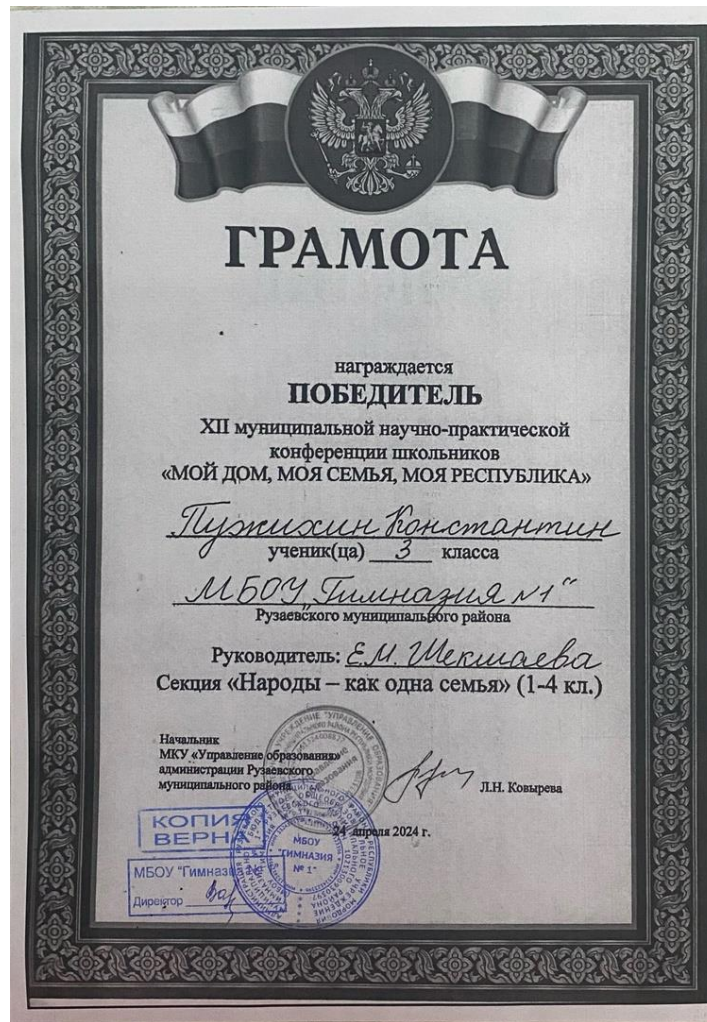 ГРАМОТА
награждается
ПОБЕДИТЕЛЬ
XII муниципальной научно-практической
конференции школьников
«МОЙ ДОМ, МОЯ СЕМЬЯ, МОЯ РЕСПУБЛИКА»
Пужихин Константин
ученик(ца) 3 класса
МБОУ "Гимназия №1"
Рузаевского муниципального района
Руководитель: Е.М. Шекшаева
Секция «Народы – как одна семья» (1-4 кл.)
Начальник
МКУ «Управление образования»
администрации Рузаевского
муниципального района
Л.Н. Ковырева
24 апреля 2024 г.
КОПИЯ
ВЕРНА
МБОУ "Гимназия №
Директор
МБОУ
"ГИМНАЗИЯ
№ 1"